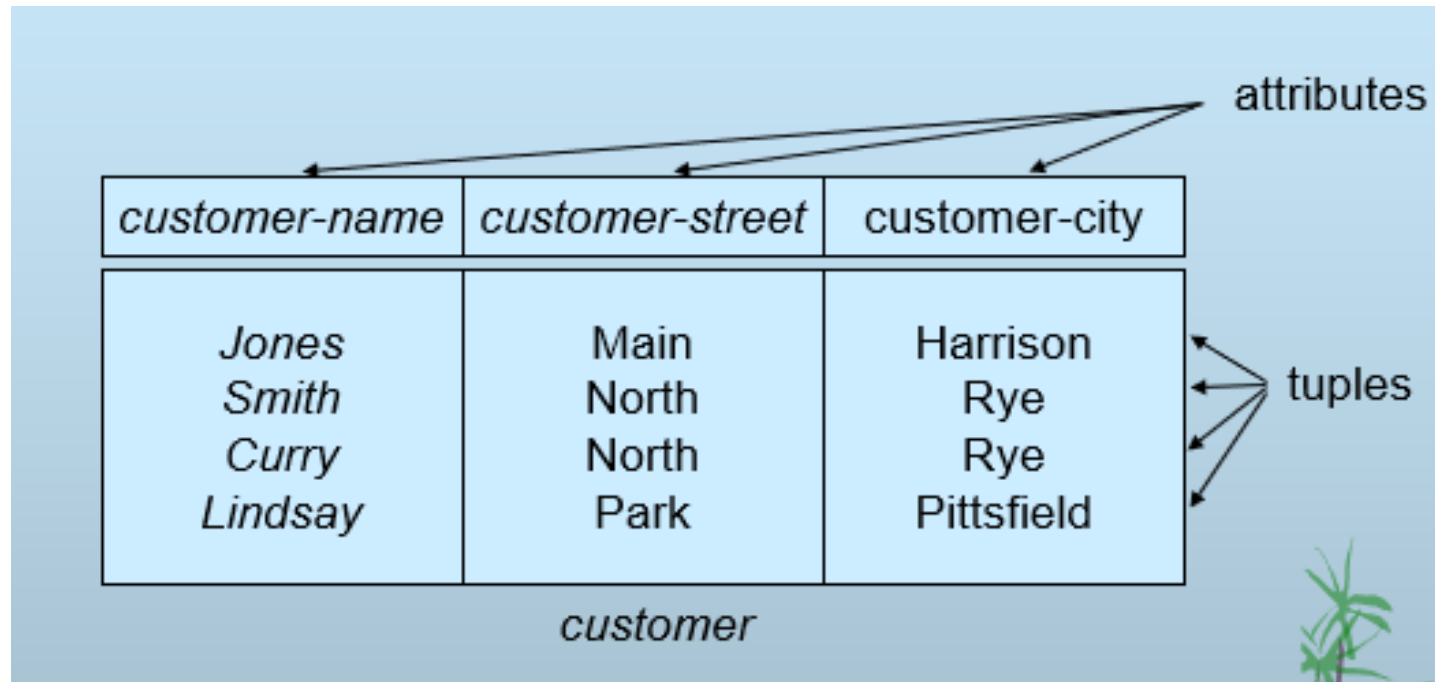 attributes
customer-name customer-street customer-city
Jones Main Harrison
Smith North Rye
tuples
Curry North Rye
Lindsay Park Pittsfield
customer